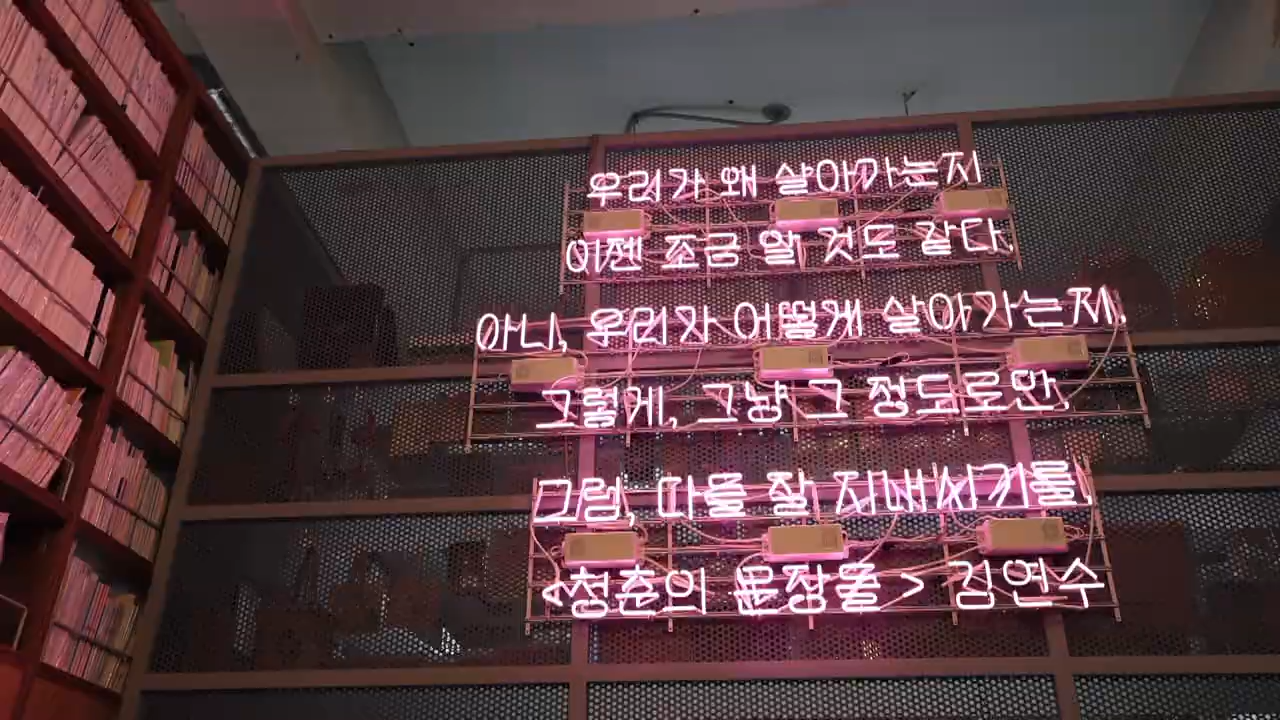 우리가 왜 살아가는지
이젠 조금 알 것도 같다.
아니, 우리가 어떻게 살아가는지.
그렇게, 그냥 그 정도로만.
그럼, 다들 잘 지내시기를.
<청춘의 문장들> 김연수